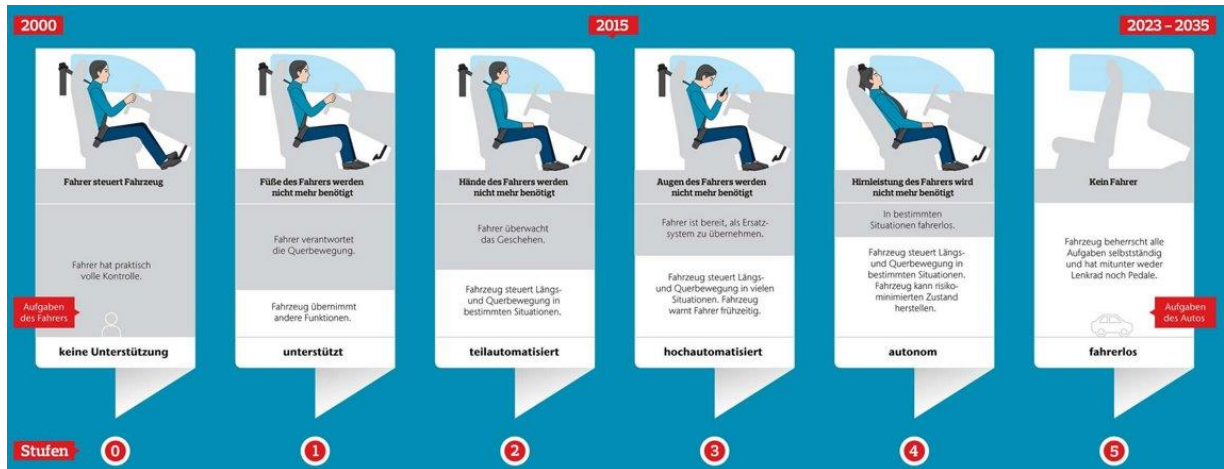 2000
2015
2023 – 2035
Fahrer steuert Fahrzeug
Fahrer hat praktisch
volle Kontrolle.
Aufgaben
des Fahrers
keine Unterstützung
Füße des Fahrers werden
nicht mehr benötigt
Fahrer verantwortet
die Querbewegung.
Fahrzeug übernimmt
andere Funktionen.
unterstützt
Hände des Fahrers werden
nicht mehr benötigt
Fahrer überwacht
das Geschehen.
Fahrzeug steuert Längs-
und Querbewegung in
bestimmten Situationen.
teilautomatisiert
Augen des Fahrers werden
nicht mehr benötigt
Fahrer ist bereit, als Ersatz-
system zu übernehmen.
Fahrzeug steuert Längs-
und Querbewegung in vielen
Situationen. Fahrzeug
warnt Fahrer frühzeitig.
hochautomatisiert
Hirnleistung des Fahrers wird
nicht mehr benötigt
In bestimmten
Situationen fahrerlos.
Fahrzeug steuert Längs-
und Querbewegung in
bestimmten Situationen.
Fahrzeug kann risiko-
minimierten Zustand
herstellen.
autonom
Kein Fahrer
Fahrzeug beherrscht alle
Aufgaben selbstständig
und hat mitunter weder
Lenkrad noch Pedale.
Aufgaben
des Autos
fahrerlos
Stufen
0
1
2
3
4
5